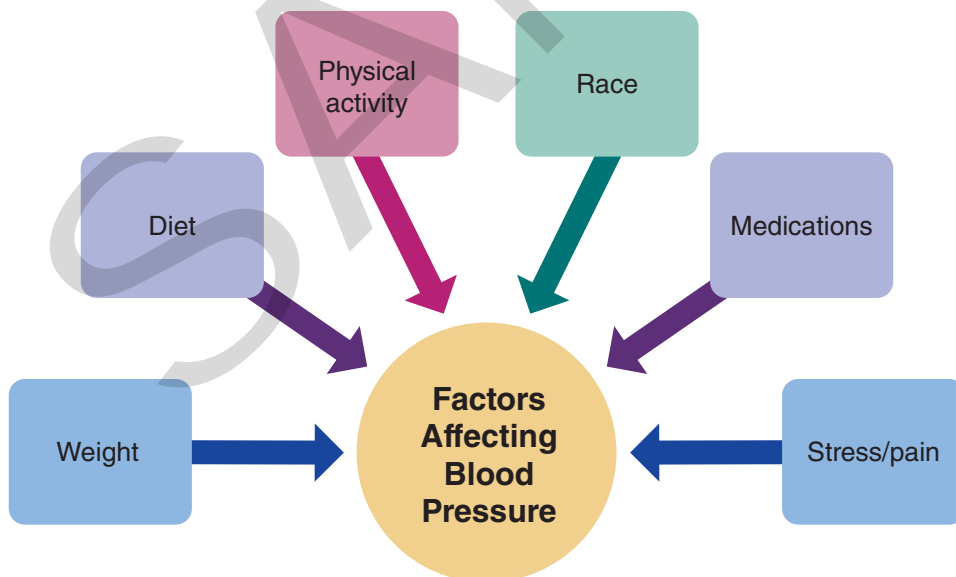 Physical
activity
Race
Diet
Medications
Weight
Factors
Affecting
Blood
Pressure
Stress/pain